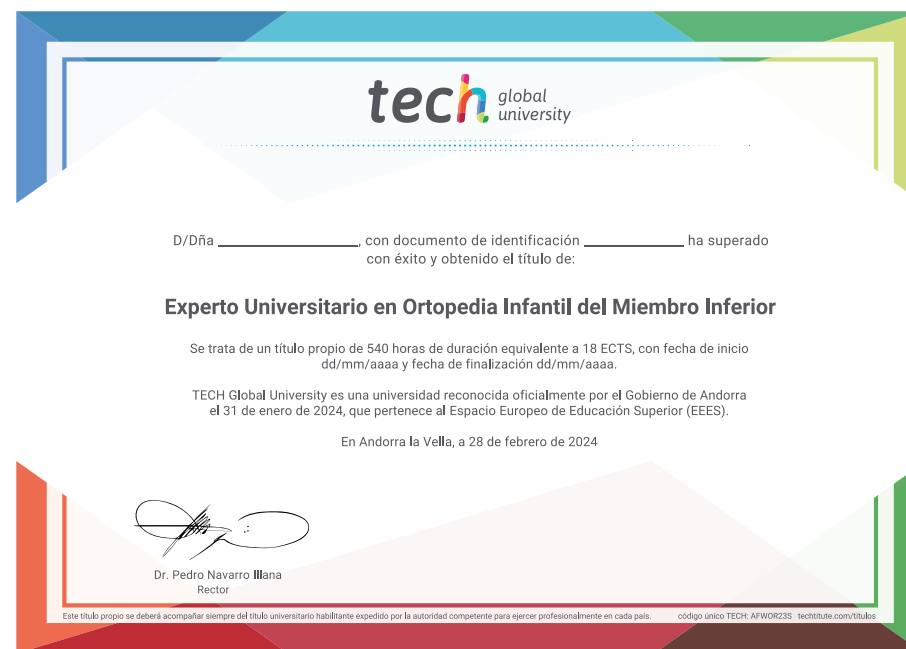 tech global university
D/Dña ____________________, con documento de identificación ______________ ha superado
con éxito y obtenido el título de:
Experto Universitario en Ortopedia Infantil del Miembro Inferior
Se trata de un título propio de 540 horas de duración equivalente a 18 ECTS, con fecha de inicio
dd/mm/aaaa y fecha de finalización dd/mm/aaaa.
TECH Global University es una universidad reconocida oficialmente por el Gobierno de Andorra
el 31 de enero de 2024, que pertenece al Espacio Europeo de Educación Superior (EEES).
En Andorra la Vella, a 28 de febrero de 2024
Dr. Pedro Navarro Illana
Rector
Este título propio se deberá acompañar siempre del título universitario habilitante expedido por la autoridad competente para ejercer profesionalmente en cada país. código único TECH: AFWOR23S techtitute.com/titulos